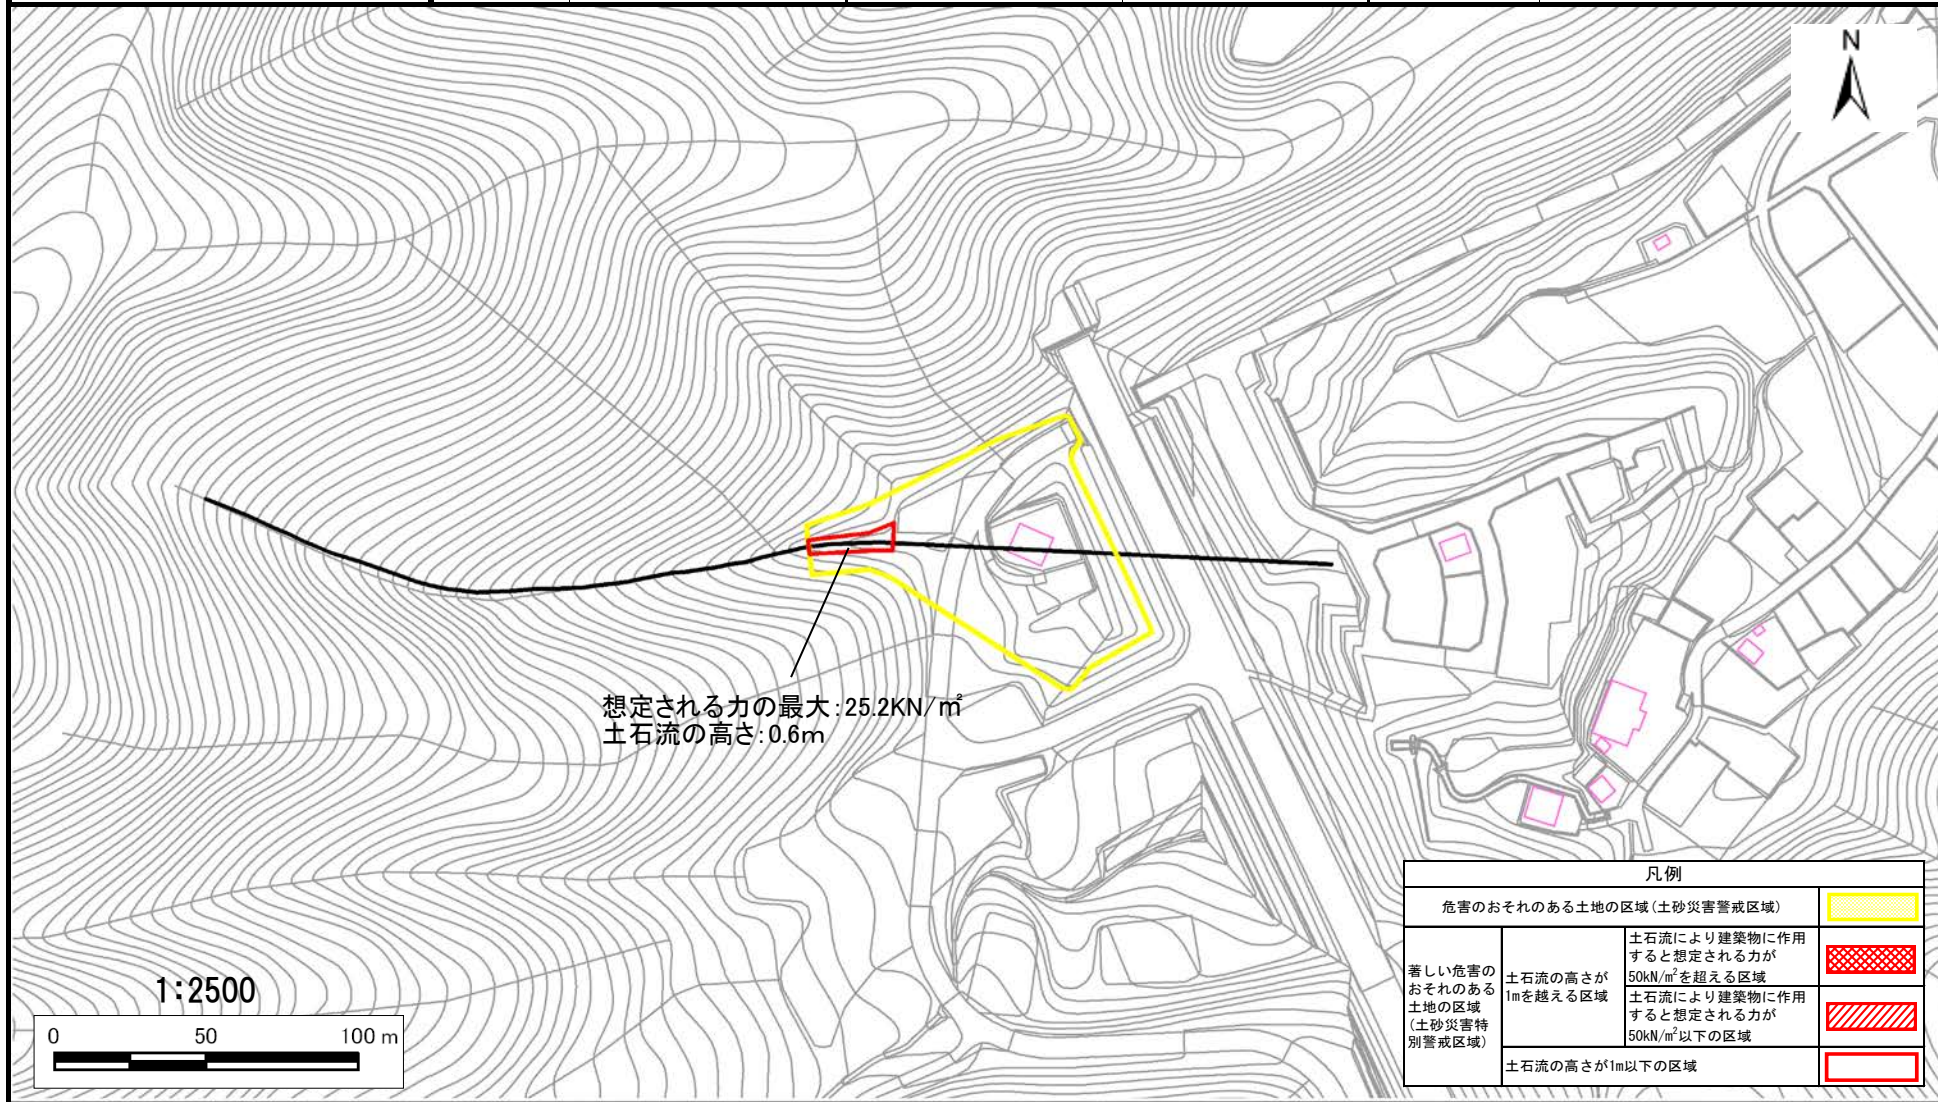 N
想定される力の最大:25.2KN/㎡
土石流の高さ:0.6m
1:2500
0 50 100 m
凡例
危害のおそれのある土地の区域(土砂災害警戒区域)
著しい危害の
おそれのある
土地の区域
(土砂災害特
別警戒区域)
土石流の高さが
1mを越える区域
土石流により建築物に作用
すると想定される力が
50kN/㎡を超える区域
土石流により建築物に作用
すると想定される力が
50kN/㎡以下の区域
土石流の高さが1m以下の区域